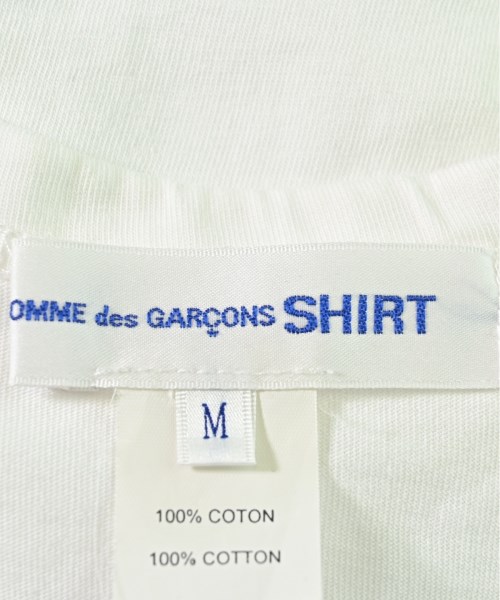 OMME des GARÇONS SHIRT
M
100% COTON
100% COTTON